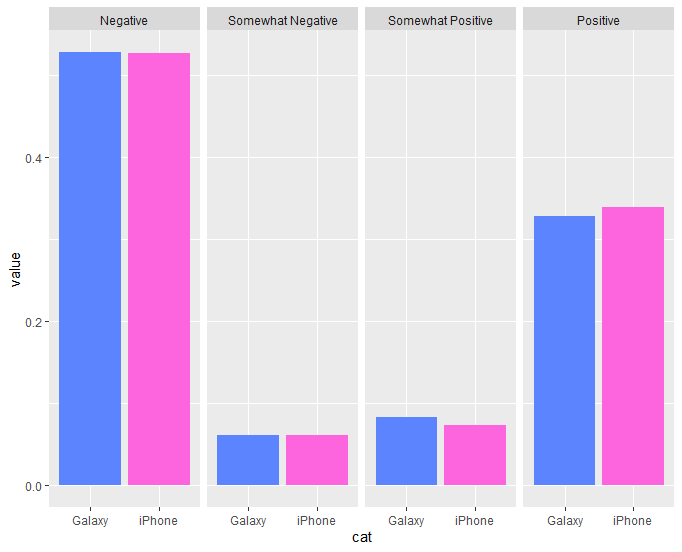 Negative Somewhat Negative Somewhat Positive Positive
0.4
value
0.2
0.0
Galaxy iPhone Galaxy iPhone Galaxy iPhone Galaxy iPhone
cat